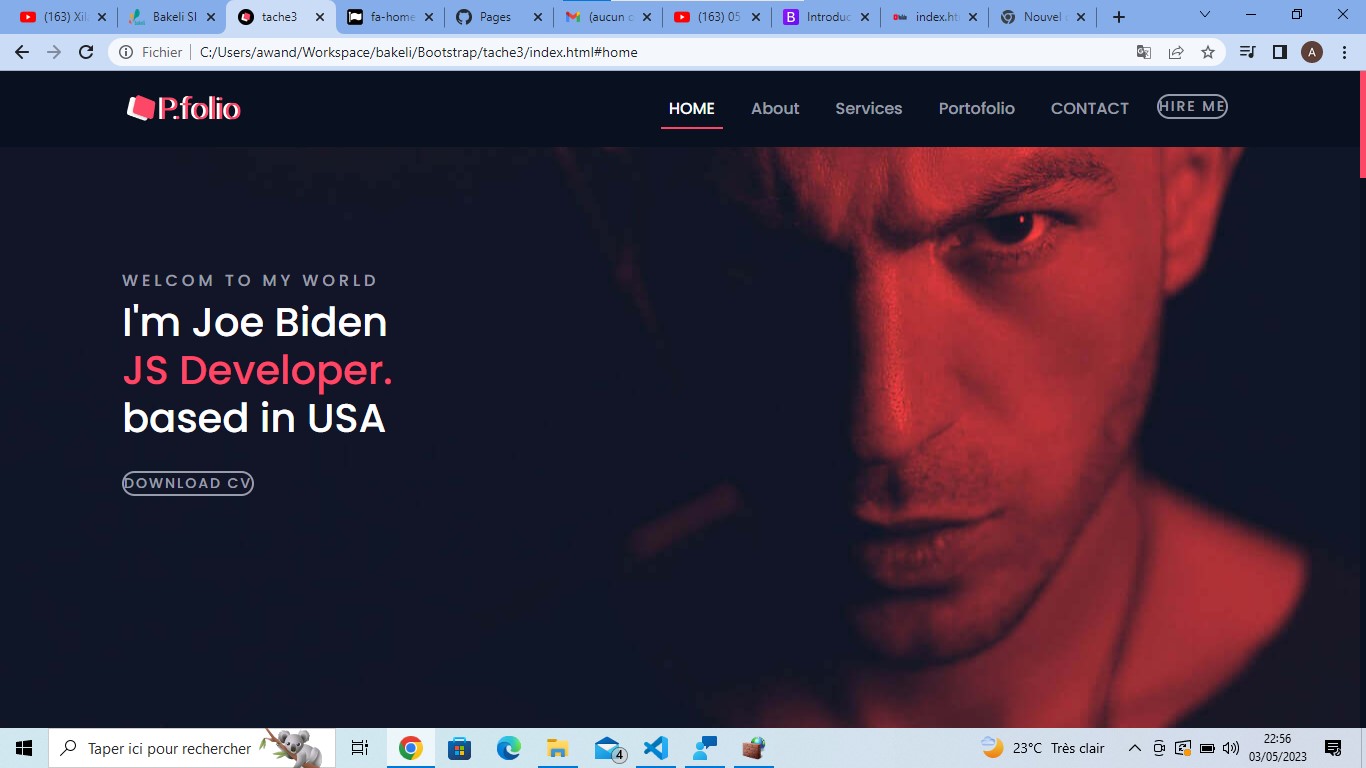 (163) Xil
Bakeli Sl
tache3
fa-home
Pages
(aucun o
(163) 05
Introduc
index.ht
Nouvel
Fichier
C:/Users/awand/Workspace/bakeli/Bootstrap/tache3/index.html#home
A
P.folio
HOME
About
Services
Portofolio
CONTACT
HIRE ME
WELCOM TO MY WORLD
I'm Joe Biden
JS Developer.
based in USA
DOWNLOAD CV
Taper ici pour rechercher
4
23°C Très clair
22:56
03/05/2023